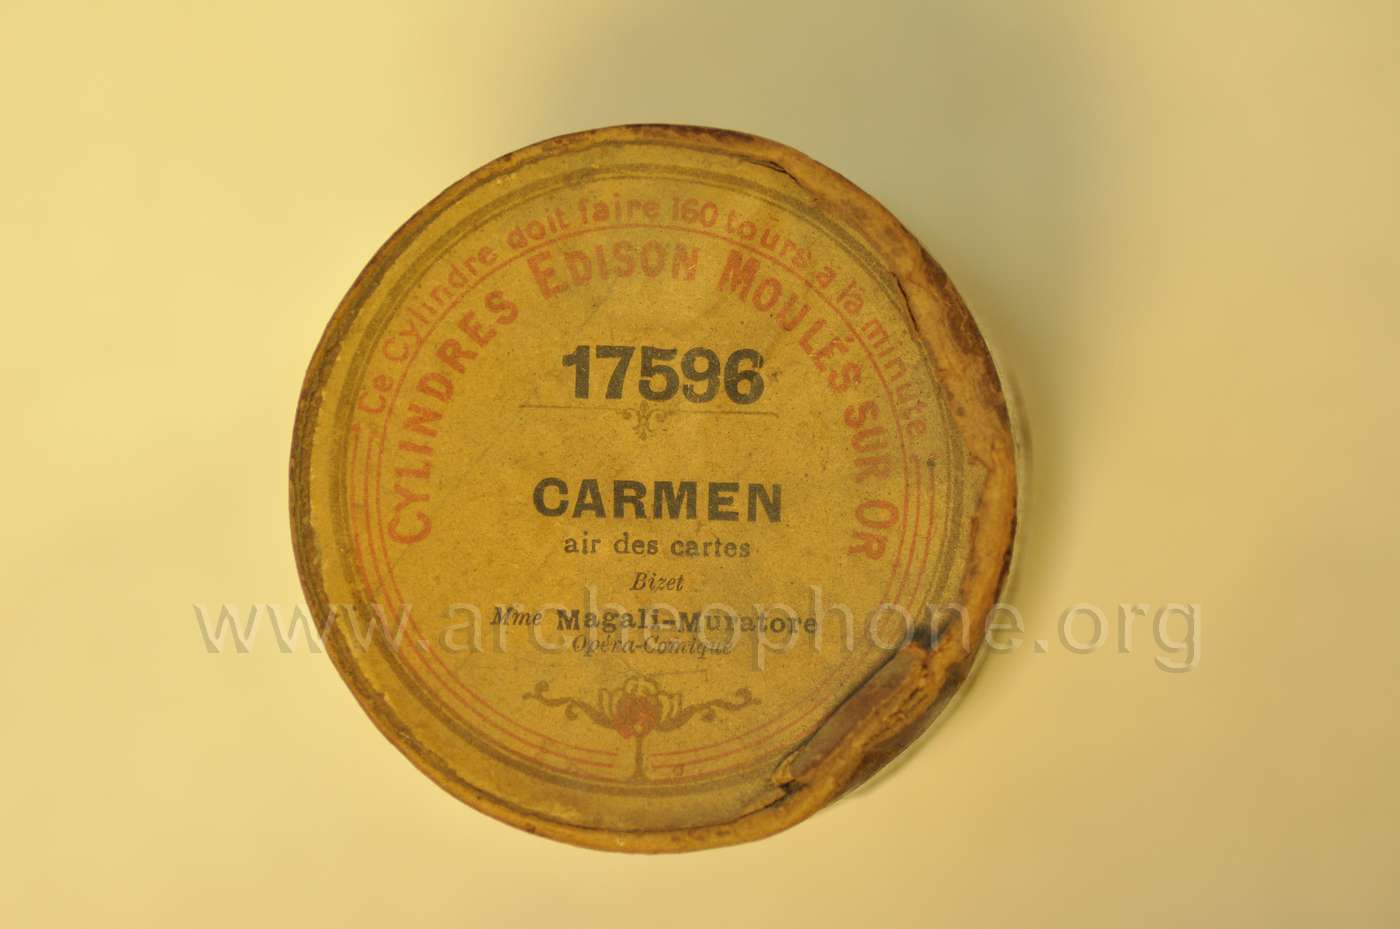 Ce Cylindre doit faire 160 tours à la minute
CYLINDRES EDISON MOULÉS SUR OR
17596
CARMEN
air des cartes
Bizet
Mme Magali-Muratore
Opéra-Comique
www.archeophone.org